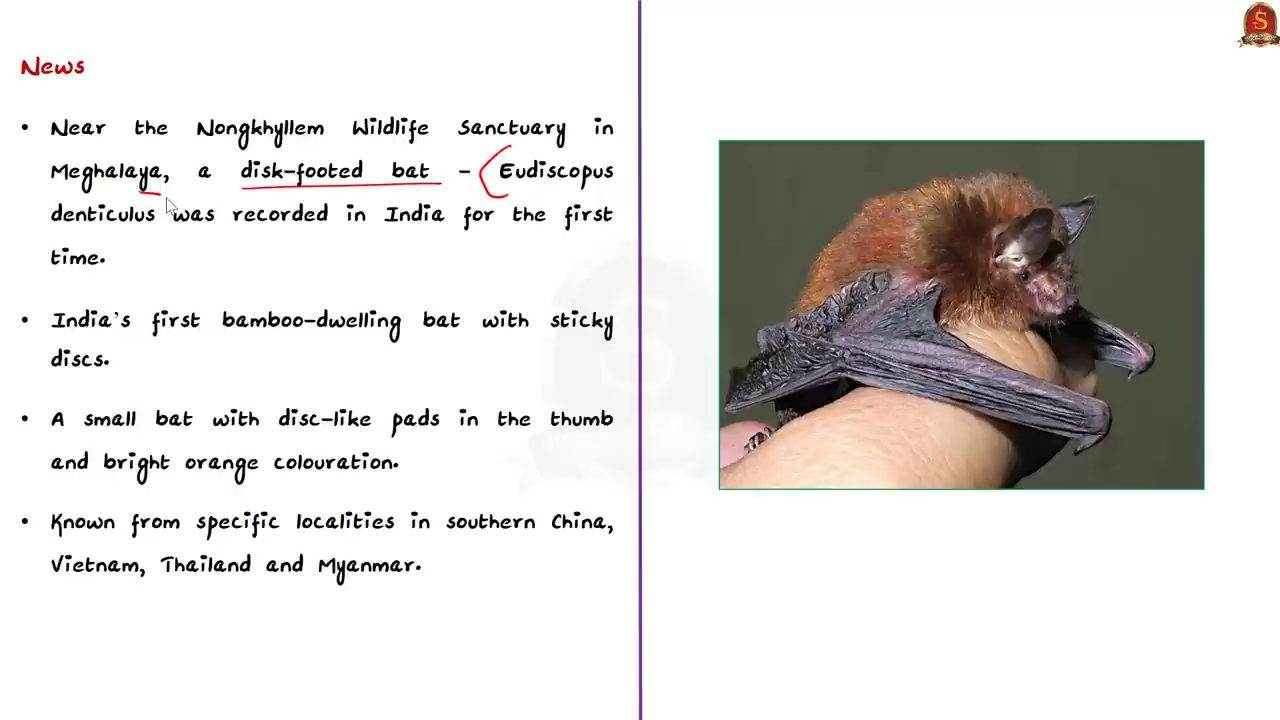 News
• Near the Nongkhyllem Wildlife Sanctuary in
Meghalaya, a disk-footed bat - Eudiscopus
denticulus was recorded in India for the first
time.
• India's first bamboo-dwelling bat with sticky
discs.
• A small bat with disc-like pads in the thumb
and bright orange colouration.
• Known from specific localities in southern China,
Vietnam, Thailand and Myanmar.
S